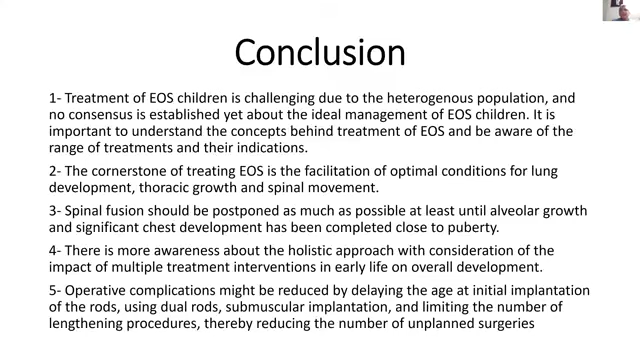 Conclusion
1- Treatment of EOS children is challenging due to the heterogenous population, and
no consensus is established yet about the ideal management of EOS children. It is
important to understand the concepts behind treatment of EOS and be aware of the
range of treatments and their indications.
2- The cornerstone of treating EOS is the facilitation of optimal conditions for lung
development, thoracic growth and spinal movement.
3- Spinal fusion should be postponed as much as possible at least until alveolar growth
and significant chest development has been completed close to puberty.
4- There is more awareness about the holistic approach with consideration of the
impact of multiple treatment interventions in early life on overall development.
5- Operative complications might be reduced by delaying the age at initial implantation
of the rods, using dual rods, submuscular implantation, and limiting the number of
lengthening procedures, thereby reducing the number of unplanned surgeries